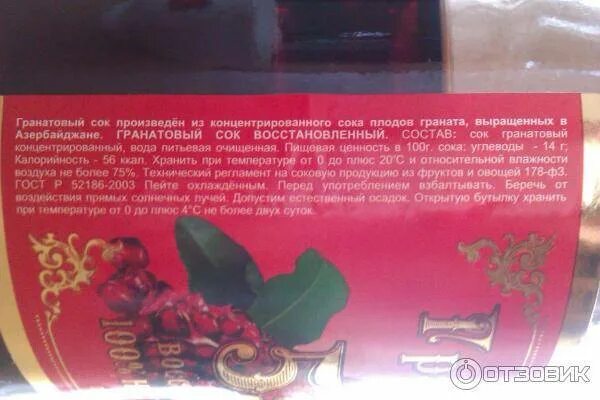 Гранатовый сок произведён из концентрированного сока плодов граната, выращенных в
Азербайджане. ГРАНАТОВЫЙ СОК ВОССТАНОВЛЕННЫЙ. СОСТАВ: сок гранатовый
концентрированный, вода питьевая очищенная. Пищевая ценность в 100г. сока: углеводы - 14 г;
Калорийность - 56 ккал. Хранить при температуре от 0 до плюс 20°С и относительной влажности
воздуха не более 75%. Технический регламент на соковую продукцию из фруктов и овощей 178-фЗ.
ГОСТ Р 52186-2003 Пейте охлаждённым. Перед употреблением взбалтывать. Беречь от
воздействия прямых солнечных лучей. Допустим естественный осадок. Открытую бутылку хранить
при температуре от 0 до плюс 4°С не более двух суток.
100%
ОТЗОВИК